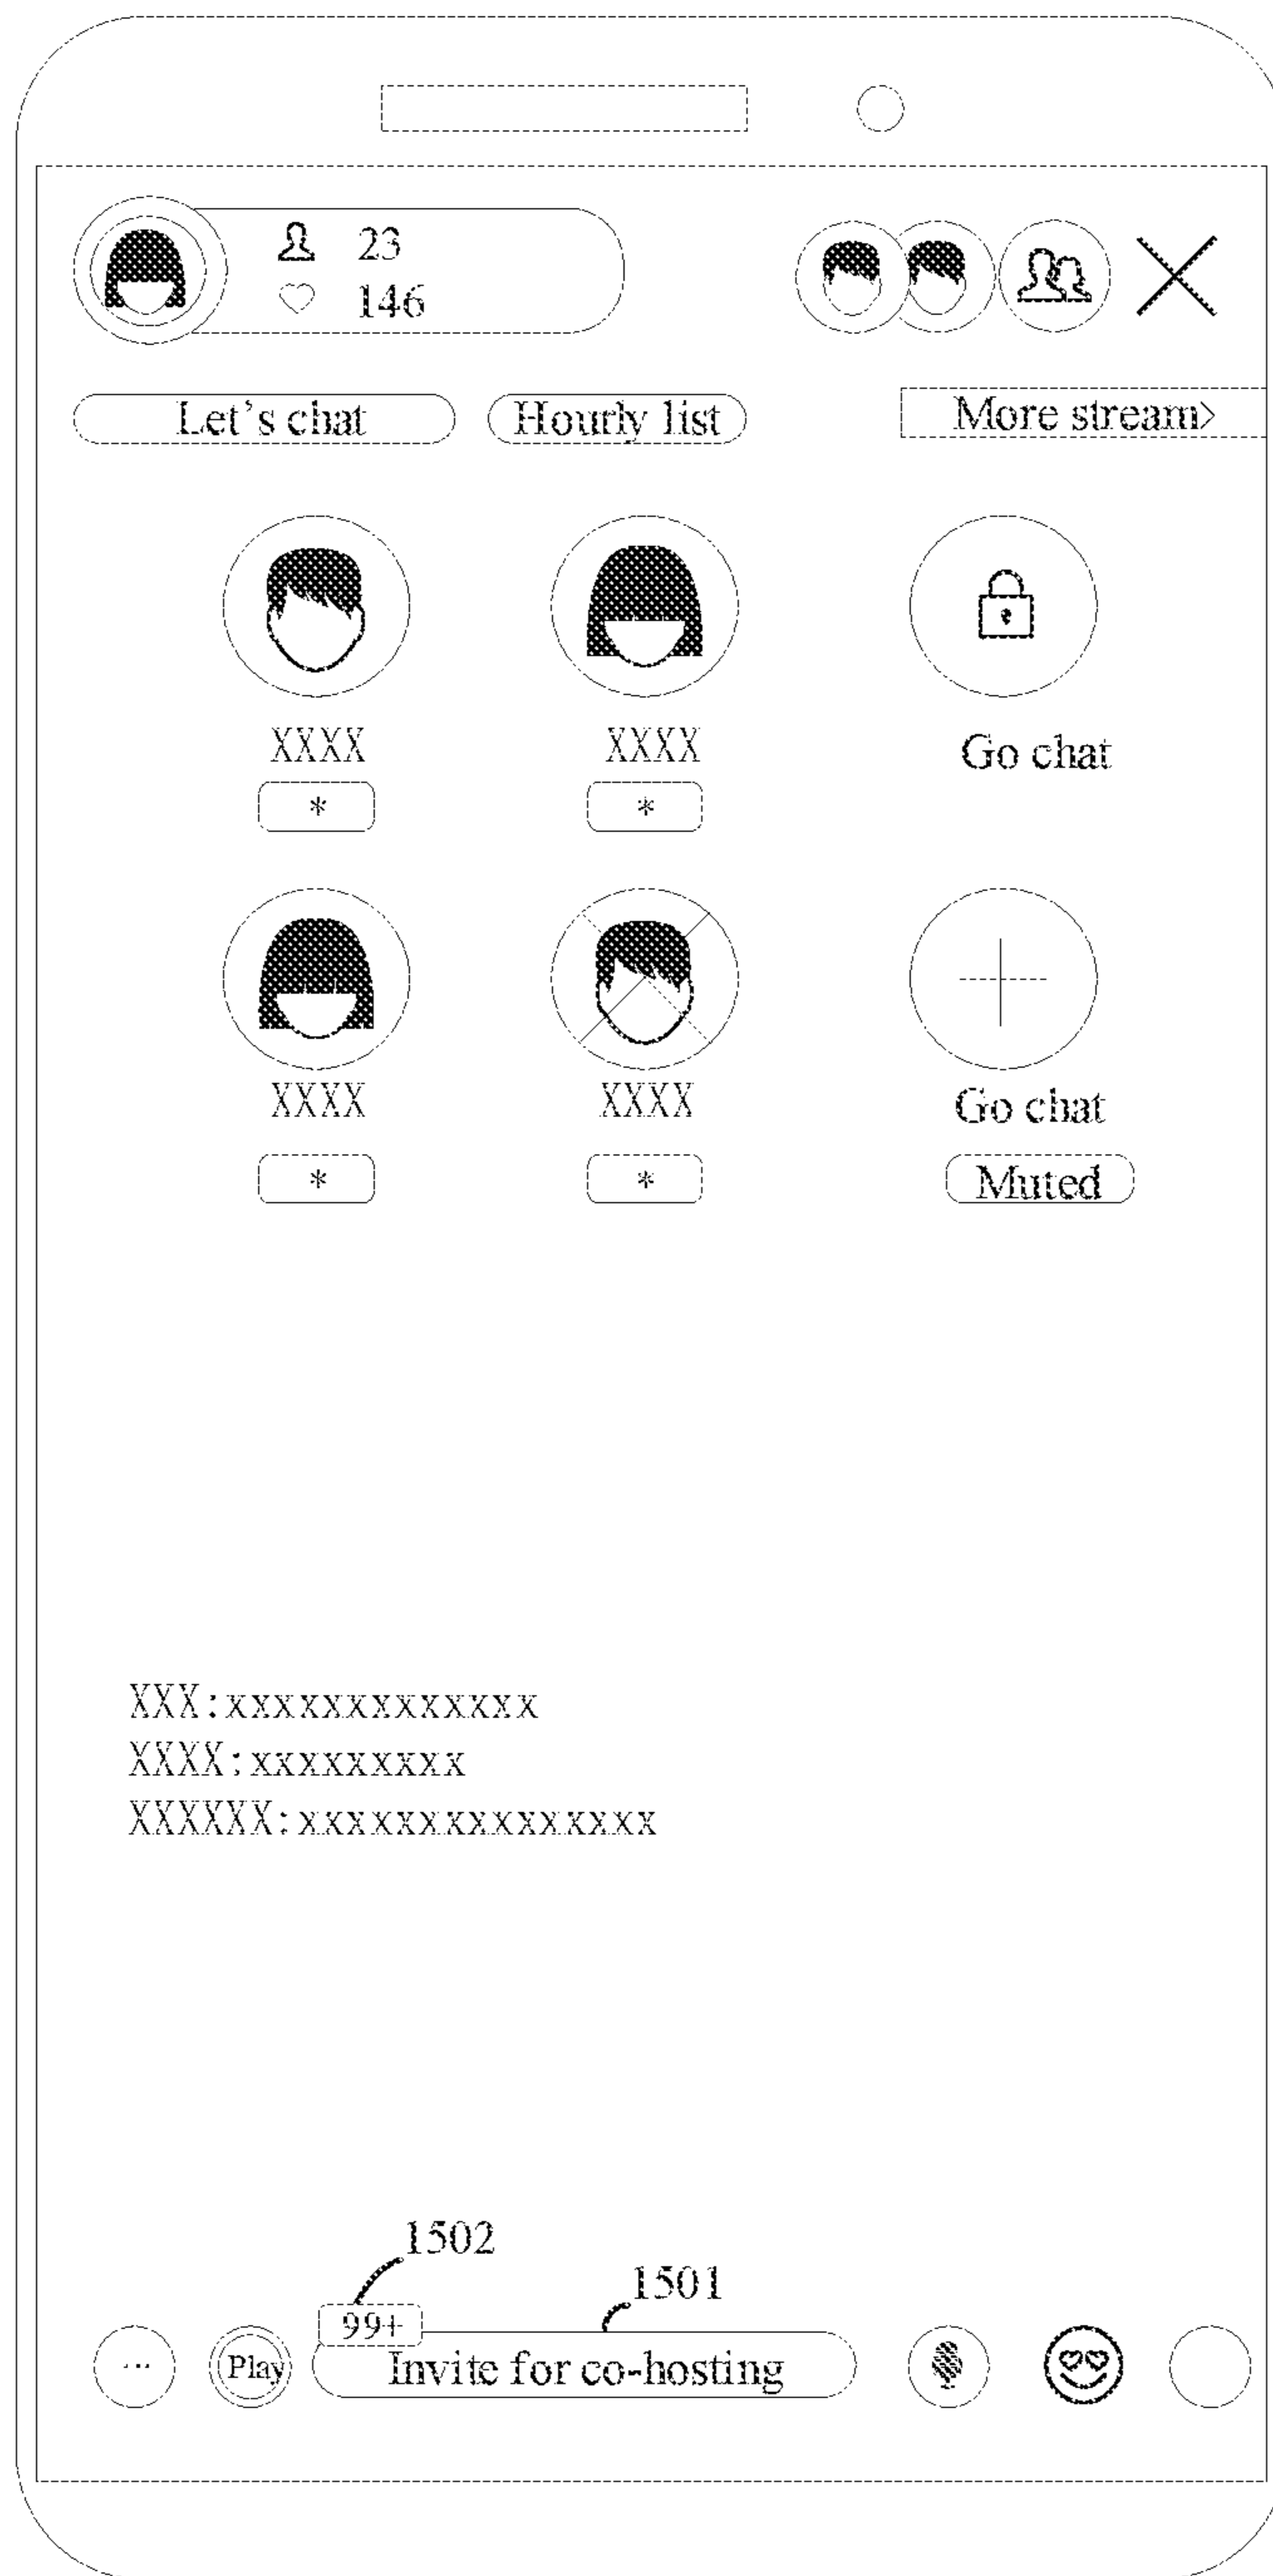 23
146
Let's chat Hourly list More stream>
XXXX XXXX Go chat
* *
XXXX XXXX Go chat
* * Muted
XXX:xxxxxxxxxxxxx
XXXX:xxxxxxxxx
XXXXXX:xxxxxxxxxxxxxxx
1502
1501
99+
... Play Invite for co-hosting